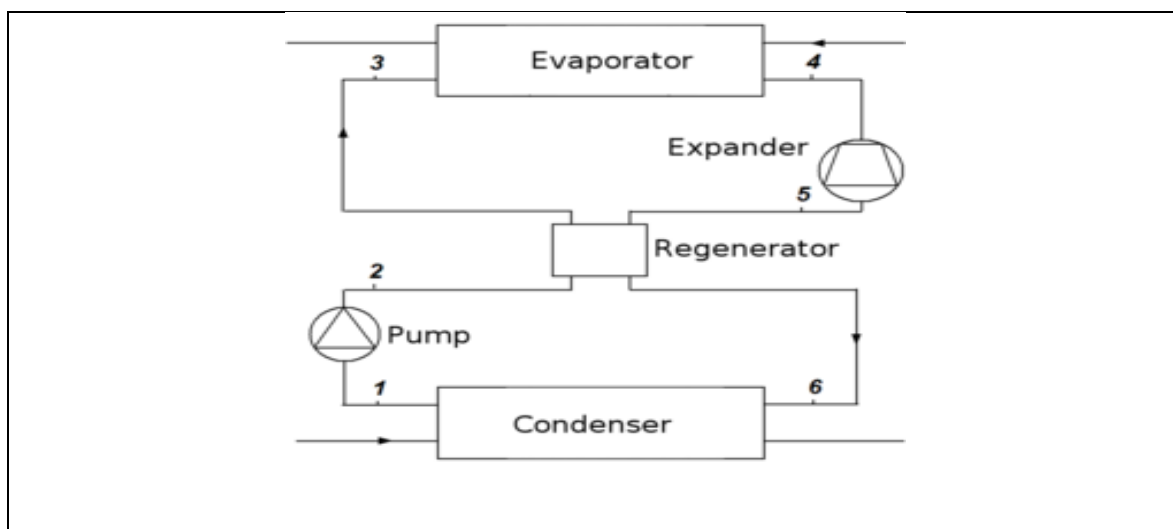 Evaporator
3
4
Expander
5
Regenerator
2
Pump
1
6
Condenser